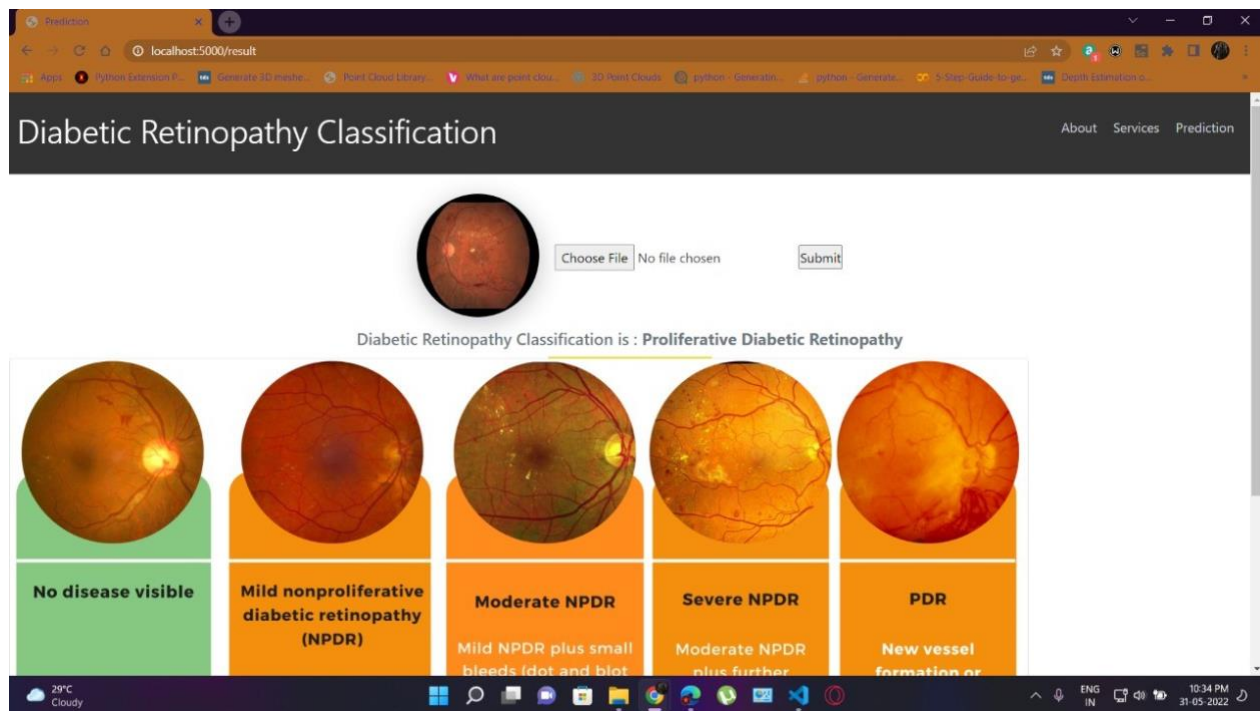 Prediction
localhost:5000/result
Apps
Python Extension P...
Generate 3D meshe...
Point Cloud Library...
What are point clou...
3D Point Clouds
python - Generatin...
python - Generate...
5-Step-Guide-to-ge...
Depth Estimation o...
Diabetic Retinopathy Classification
About Services Prediction
Choose File No file chosen Submit
Diabetic Retinopathy Classification is : Proliferative Diabetic Retinopathy
No disease visible
Mild nonproliferative
diabetic retinopathy
(NPDR)
Moderate NPDR
Mild NPDR plus small
bleeds (dot and blot
Severe NPDR
Moderate NPDR
plus further
PDR
New vessel
formation or
29°C
Cloudy
ENG
IN
10:34 PM
31-05-2022